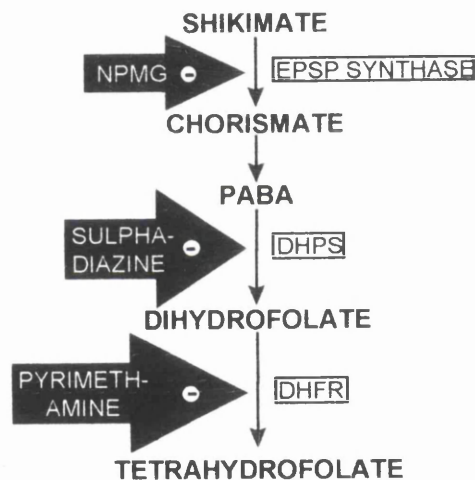 SHIKIMATE
NPMG
EPSP SYNTHASE
CHORISMATE
PABA
SULPHA-
DIAZINE
DHPS
DIHYDROFOLATE
PYRIMETH-
AMINE
DHFR
TETRAHYDROFOLATE